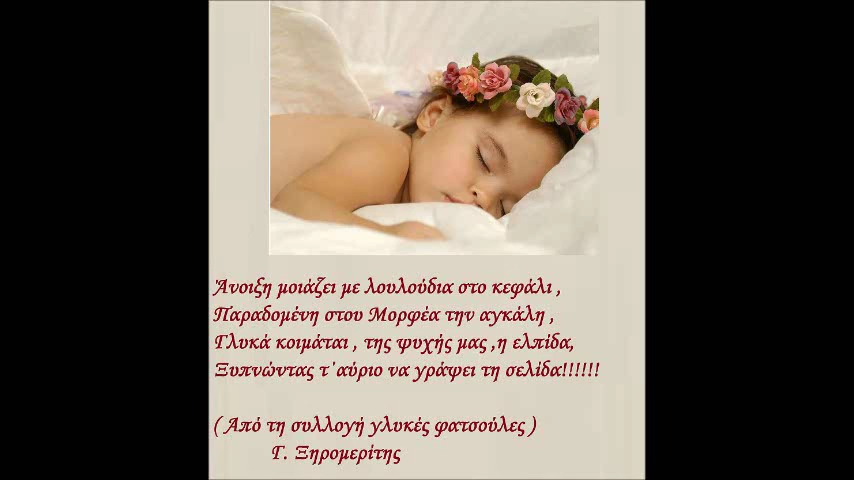 Άνοιξη μοιάζει με λουλούδια στο κεφάλι ,
Παραδομένη στου Μορφέα την αγκάλη ,
Γλυκά κοιμάται , της ψυχής μας ,η ελπίδα,
Ξυπνώντας τ΄αύριο να γράψει τη σελίδα!!!!!!
( Από τη συλλογή γλυκές φατσούλες )
Γ. Ξηρομερίτης